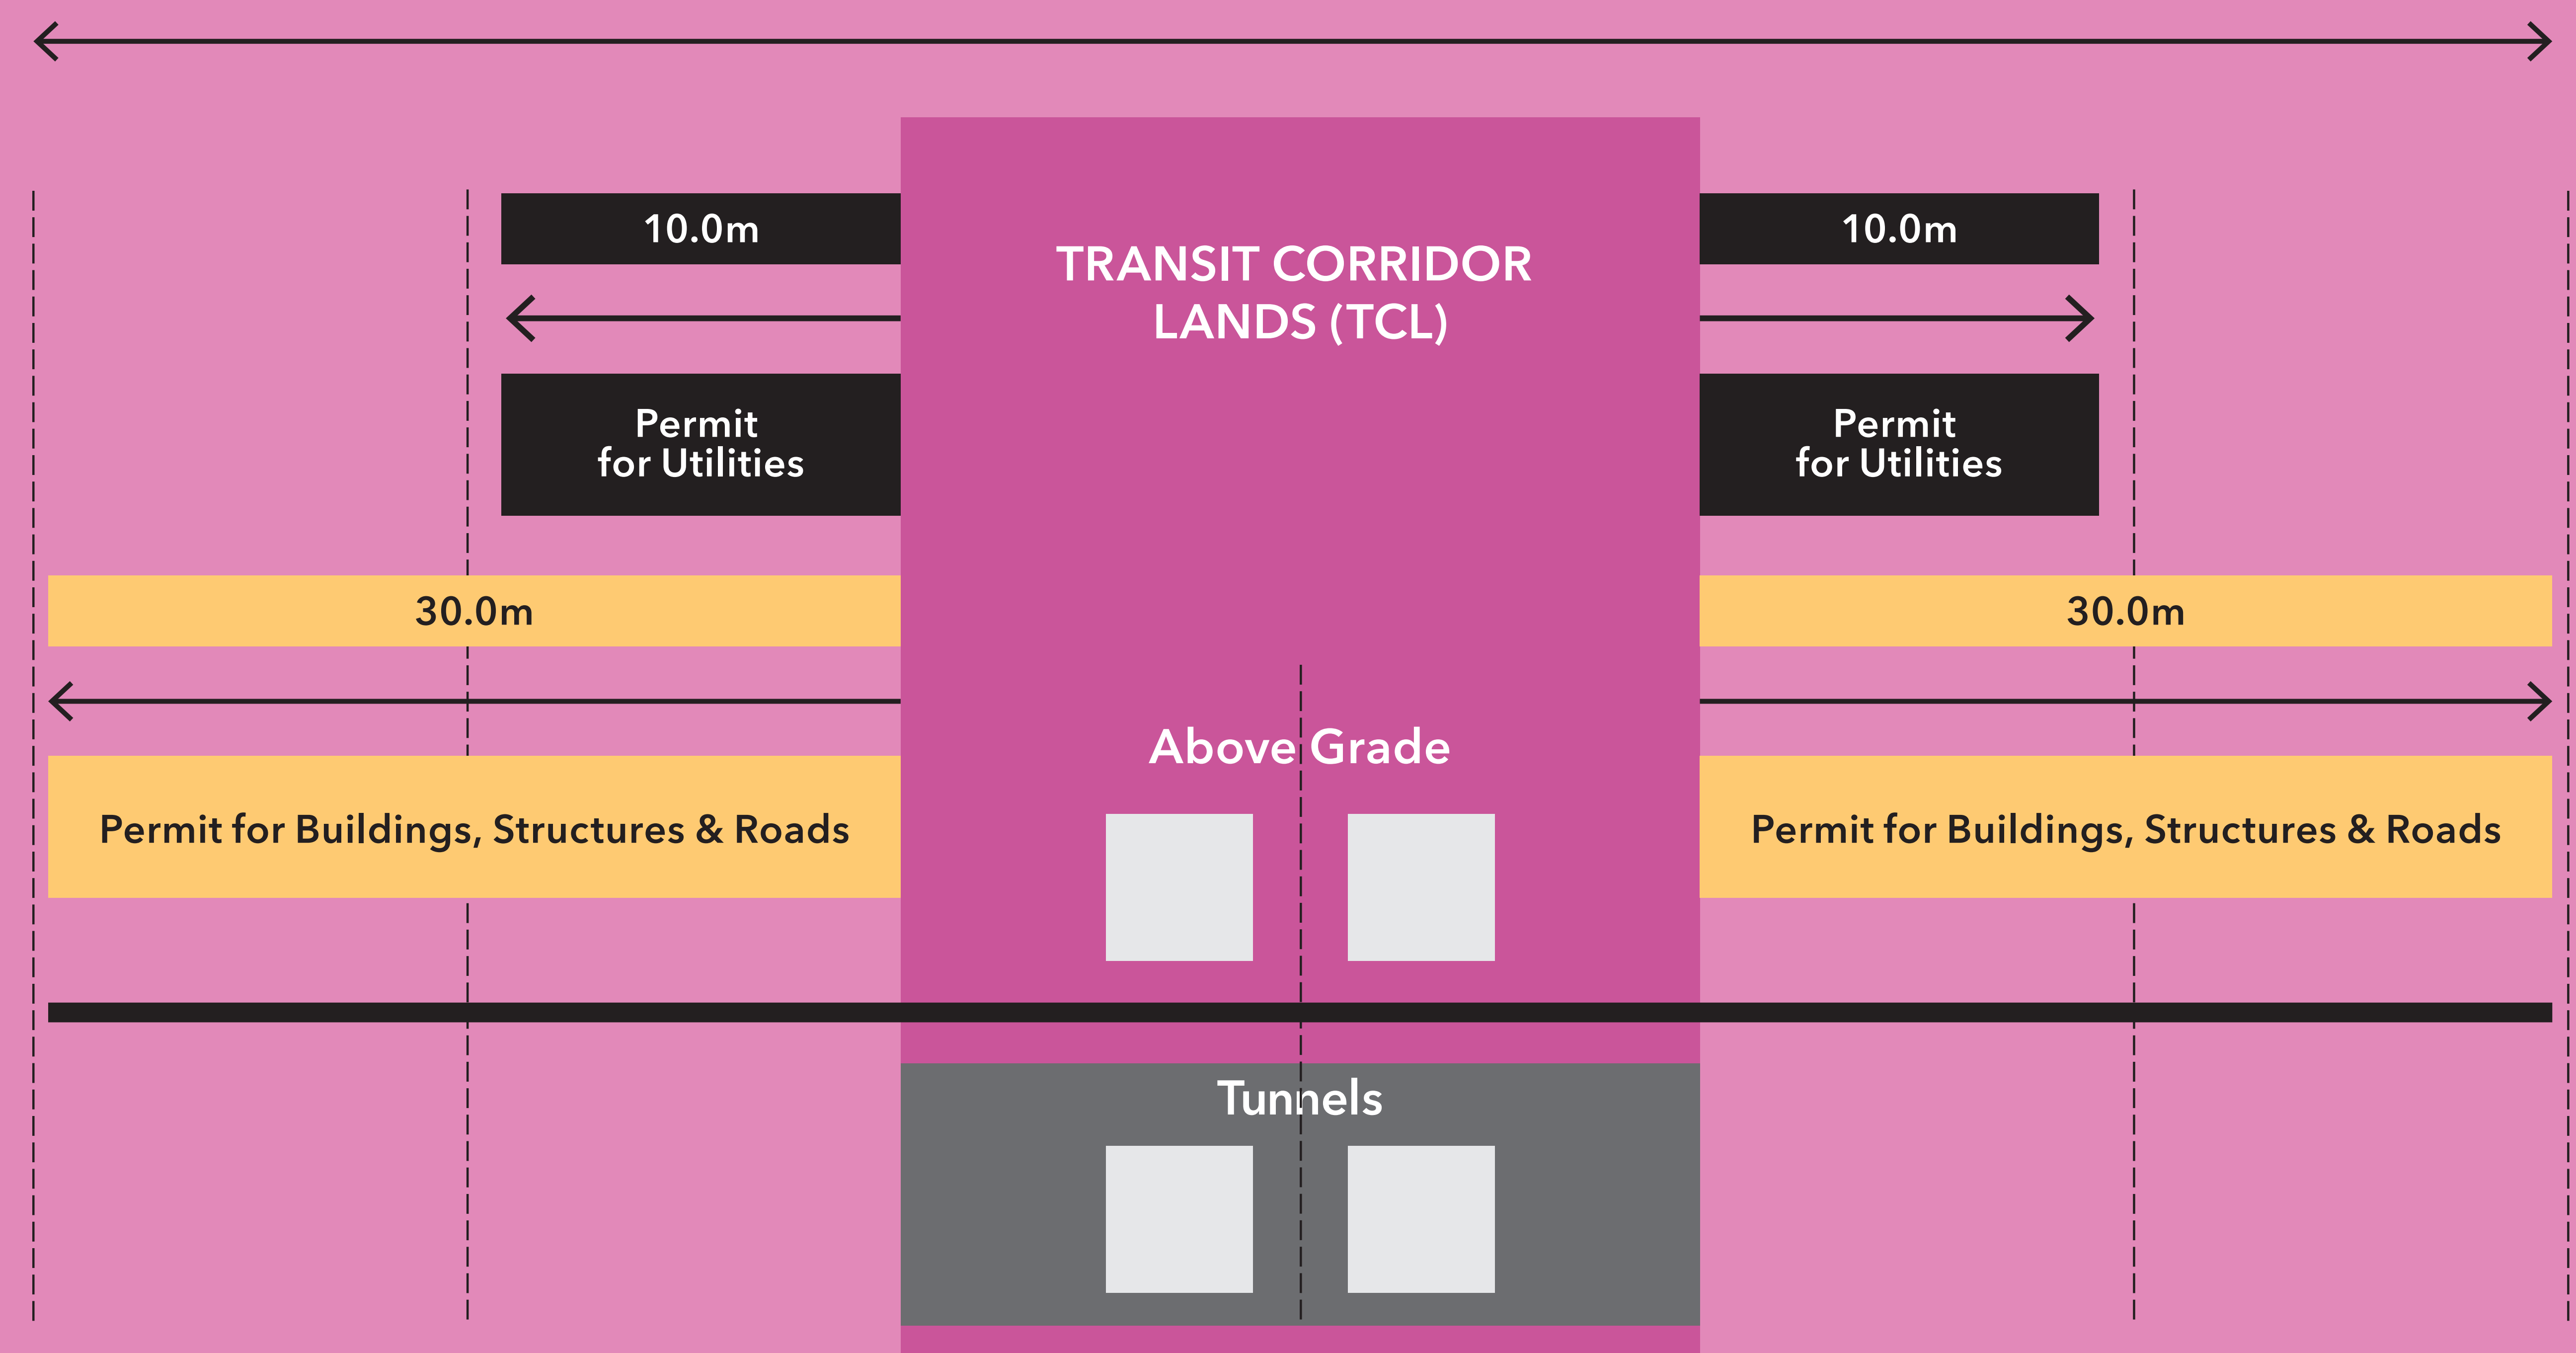 10.0m
TRANSIT CORRIDOR
LANDS (TCL)
10.0m
Permit
for Utilities
Permit
for Utilities
30.0m
30.0m
Above Grade
Permit for Buildings, Structures & Roads
Permit for Buildings, Structures & Roads
Tunnels